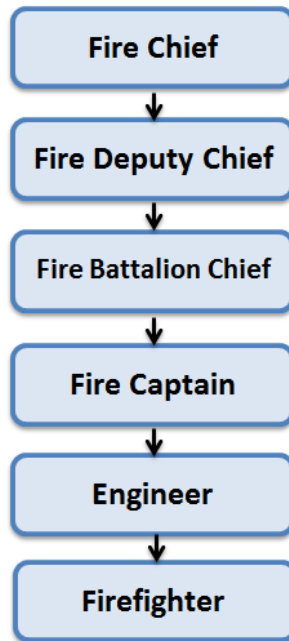 Fire Chief
Fire Deputy Chief
Fire Battalion Chief
Fire Captain
Engineer
Firefighter